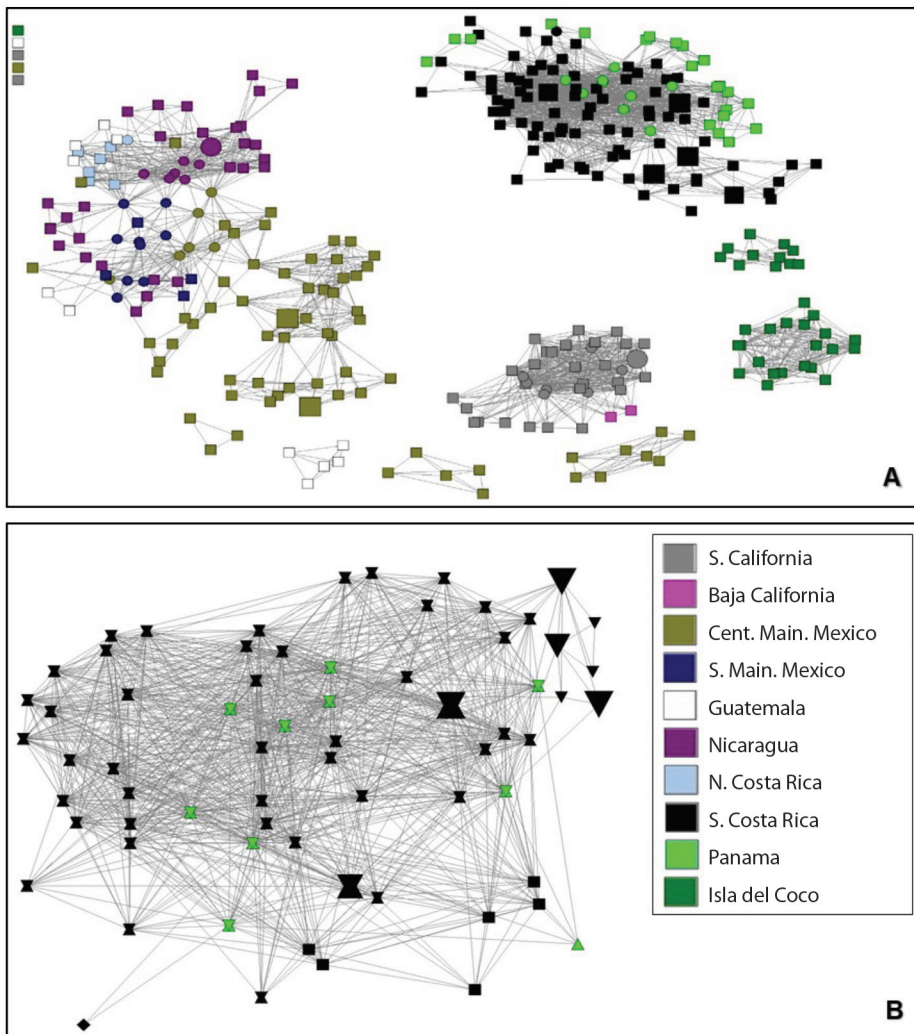 A
S. California
Baja California
Cent. Main. Mexico
S. Main. Mexico
Guatemala
Nicaragua
N. Costa Rica
S. Costa Rica
Panama
Isla del Coco
B